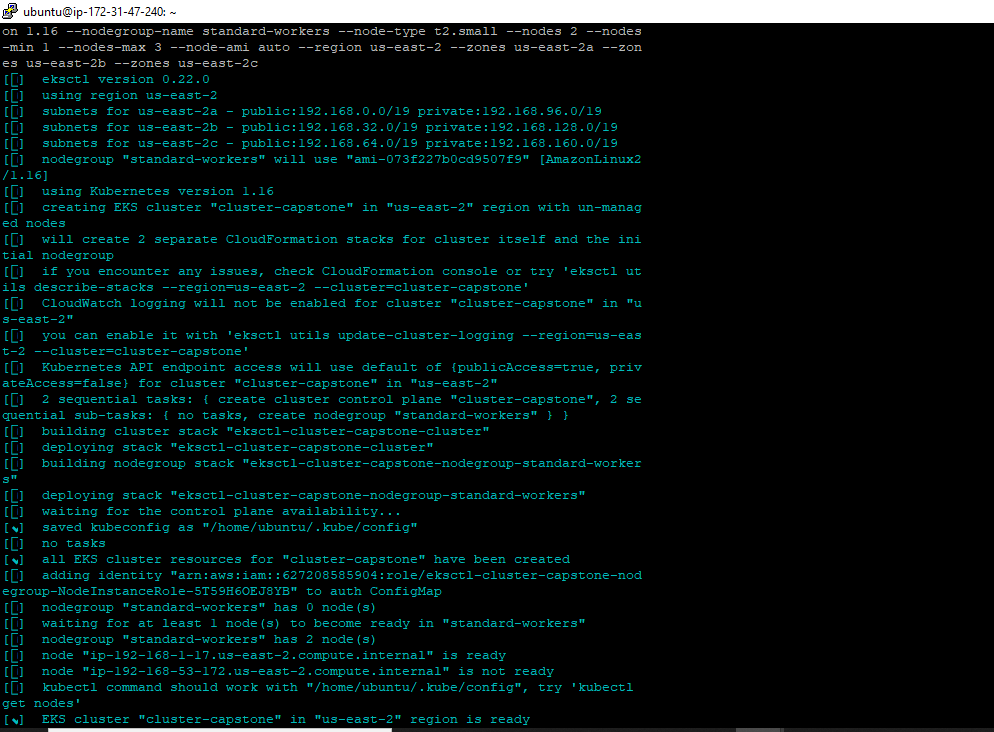 ubuntu@ip-172-31-47-240: ~
on 1.16 --nodegroup-name standard-workers --node-type t2.small --nodes 2 --nodes
-min 1 --nodes-max 3 --node-ami auto --region us-east-2 --zones us-east-2a --zon
es us-east-2b --zones us-east-2c
[▯]  eksctl version 0.22.0
[▯]  using region us-east-2
[▯]  subnets for us-east-2a - public:192.168.0.0/19 private:192.168.96.0/19
[▯]  subnets for us-east-2b - public:192.168.32.0/19 private:192.168.128.0/19
[▯]  subnets for us-east-2c - public:192.168.64.0/19 private:192.168.160.0/19
[▯]  nodegroup "standard-workers" will use "ami-073f227b0cd9507f9" [AmazonLinux2
/1.16]
[▯]  using Kubernetes version 1.16
[▯]  creating EKS cluster "cluster-capstone" in "us-east-2" region with un-manag
ed nodes
[▯]  will create 2 separate CloudFormation stacks for cluster itself and the ini
tial nodegroup
[▯]  if you encounter any issues, check CloudFormation console or try 'eksctl ut
ils describe-stacks --region=us-east-2 --cluster=cluster-capstone'
[▯]  CloudWatch logging will not be enabled for cluster "cluster-capstone" in "u
s-east-2"
[▯]  you can enable it with 'eksctl utils update-cluster-logging --region=us-eas
t-2 --cluster=cluster-capstone'
[▯]  Kubernetes API endpoint access will use default of {publicAccess=true, priv
ateAccess=false} for cluster "cluster-capstone" in "us-east-2"
[▯]  2 sequential tasks: { create cluster control plane "cluster-capstone", 2 se
quential sub-tasks: { no tasks, create nodegroup "standard-workers" } }
[▯]  building cluster stack "eksctl-cluster-capstone-cluster"
[▯]  deploying stack "eksctl-cluster-capstone-cluster"
[▯]  building nodegroup stack "eksctl-cluster-capstone-nodegroup-standard-worker
s"
[▯]  deploying stack "eksctl-cluster-capstone-nodegroup-standard-workers"
[▯]  waiting for the control plane availability...
[✔]  saved kubeconfig as "/home/ubuntu/.kube/config"
[▯]  no tasks
[✔]  all EKS cluster resources for "cluster-capstone" have been created
[▯]  adding identity "arn:aws:iam::627208585904:role/eksctl-cluster-capstone-nod
egroup-NodeInstanceRole-5T59H6OEJ8YB" to auth ConfigMap
[▯]  nodegroup "standard-workers" has 0 node(s)
[▯]  waiting for at least 1 node(s) to become ready in "standard-workers"
[▯]  nodegroup "standard-workers" has 2 node(s)
[▯]  node "ip-192-168-1-17.us-east-2.compute.internal" is ready
[▯]  node "ip-192-168-53-172.us-east-2.compute.internal" is not ready
[▯]  kubectl command should work with "/home/ubuntu/.kube/config", try 'kubectl
get nodes'
[✔]  EKS cluster "cluster-capstone" in "us-east-2" region is ready